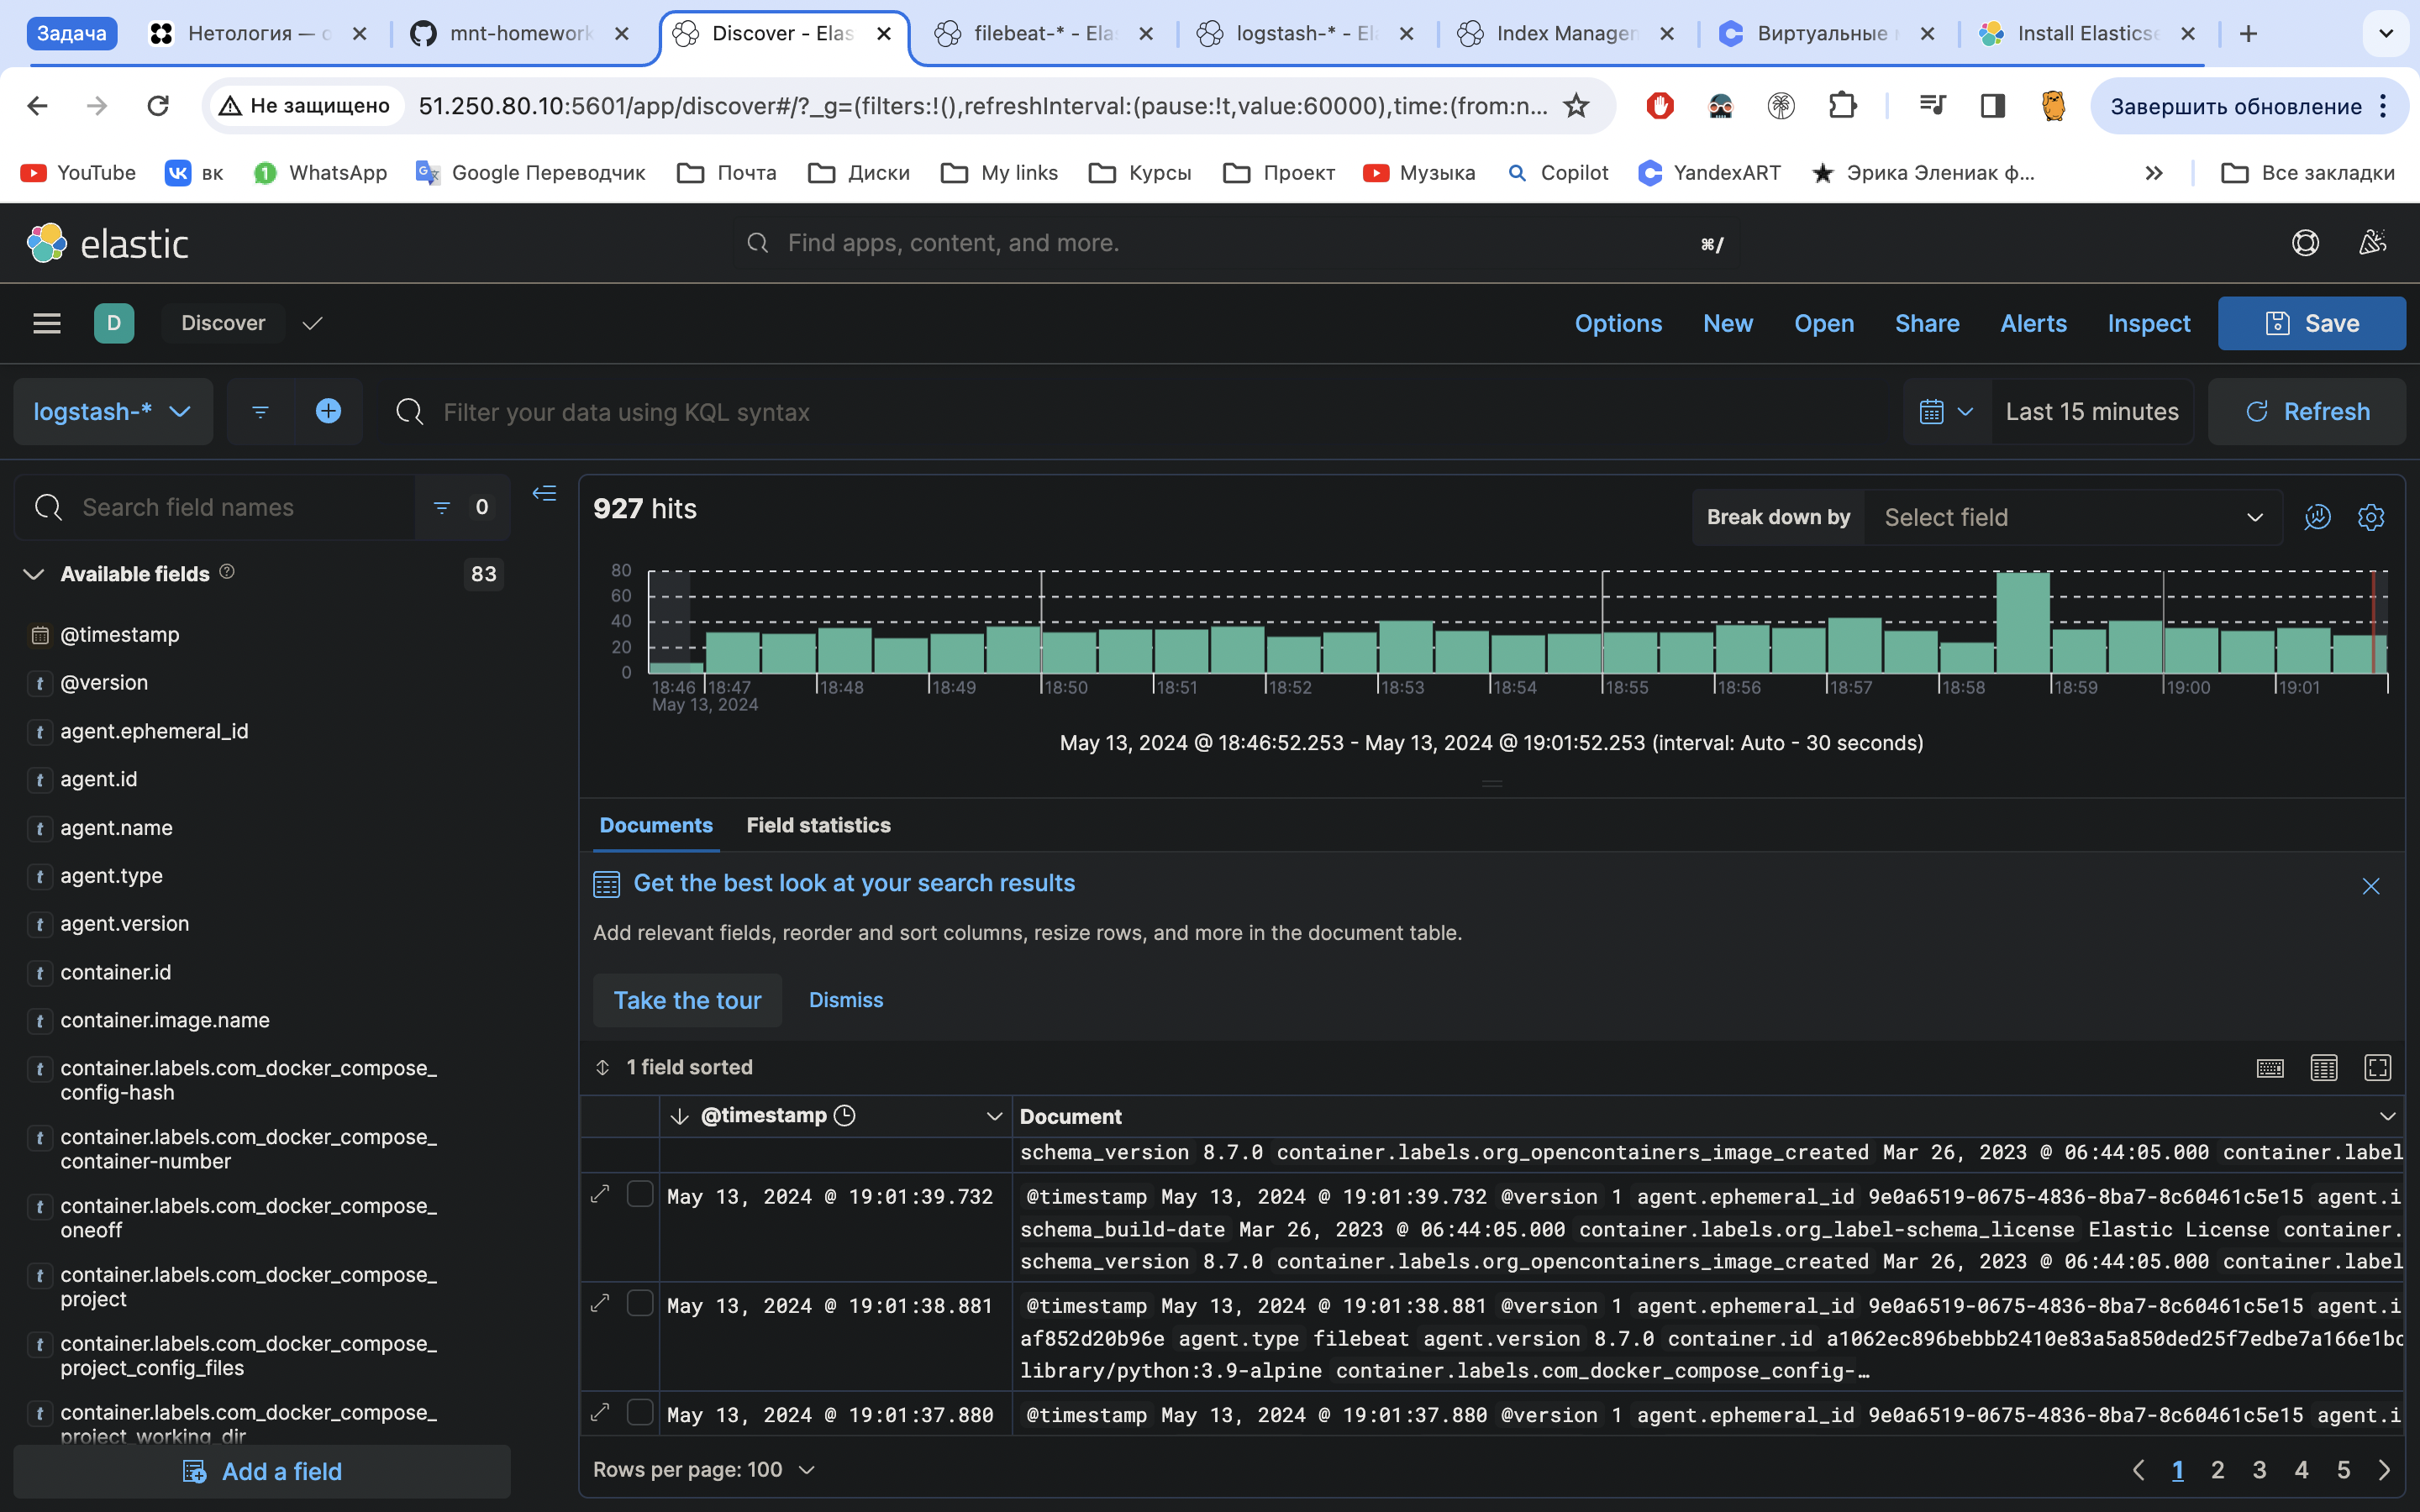 Задача
Нетология — о
mnt-homework
Discover - Elas
filebeat-* - Ela
logstash-* - El
Index Manager
Виртуальные
Install Elasticse
Не защищено
51.250.80.10:5601/app/discover#/?_g=(filters:!(),refreshInterval:(pause:!t,value:60000),time:(from:n...
Завершить обновление
YouTube
вк
1
WhatsApp
Google Переводчик
Почта
Диски
My links
Курсы
Проект
Музыка
Copilot
YandexART
Эрика Элениак ф...
»
Все закладки
elastic
Find apps, content, and more.
⌘/
D
Discover
Options
New
Open
Share
Alerts
Inspect
Save
logstash-*
Filter your data using KQL syntax
Last 15 minutes
Refresh
Search field names
0
Available fields
83
@timestamp
t @version
t agent.ephemeral_id
t agent.id
t agent.name
t agent.type
t agent.version
t container.id
t container.image.name
t container.labels.com_docker_compose_
config-hash
t container.labels.com_docker_compose_
container-number
t container.labels.com_docker_compose_
oneoff
t container.labels.com_docker_compose_
project
t container.labels.com_docker_compose_
project_config_files
t container.labels.com_docker_compose_
project_working_dir
Add a field
927 hits
Break down by
Select field
80
60
40
20
0
18:46
18:47
18:48
18:49
18:50
18:51
18:52
18:53
18:54
18:55
18:56
18:57
18:58
18:59
19:00
19:01
May 13, 2024
May 13, 2024 @ 18:46:52.253 - May 13, 2024 @ 19:01:52.253 (interval: Auto - 30 seconds)
Documents
Field statistics
Get the best look at your search results
Add relevant fields, reorder and sort columns, resize rows, and more in the document table.
Take the tour
Dismiss
1 field sorted
@timestamp
Document
schema_version 8.7.0 container.labels.org_opencontainers_image_created Mar 26, 2023 @ 06:44:05.000 container.label
May 13, 2024 @ 19:01:39.732
@timestamp May 13, 2024 @ 19:01:39.732 @version 1 agent.ephemeral_id 9e0a6519-0675-4836-8ba7-8c60461c5e15 agent.i
schema_build-date Mar 26, 2023 @ 06:44:05.000 container.labels.org_label-schema_license Elastic License container.
schema_version 8.7.0 container.labels.org_opencontainers_image_created Mar 26, 2023 @ 06:44:05.000 container.label
May 13, 2024 @ 19:01:38.881
@timestamp May 13, 2024 @ 19:01:38.881 @version 1 agent.ephemeral_id 9e0a6519-0675-4836-8ba7-8c60461c5e15 agent.i
af852d20b96e agent.type filebeat agent.version 8.7.0 container.id a1062ec896bebbb2410e83a5a850ded25f7edbe7a166e1bc
library/python:3.9-alpine container.labels.com_docker_compose_config-…
May 13, 2024 @ 19:01:37.880
@timestamp May 13, 2024 @ 19:01:37.880 @version 1 agent.ephemeral_id 9e0a6519-0675-4836-8ba7-8c60461c5e15 agent.i
Rows per page: 100
1 2 3 4 5